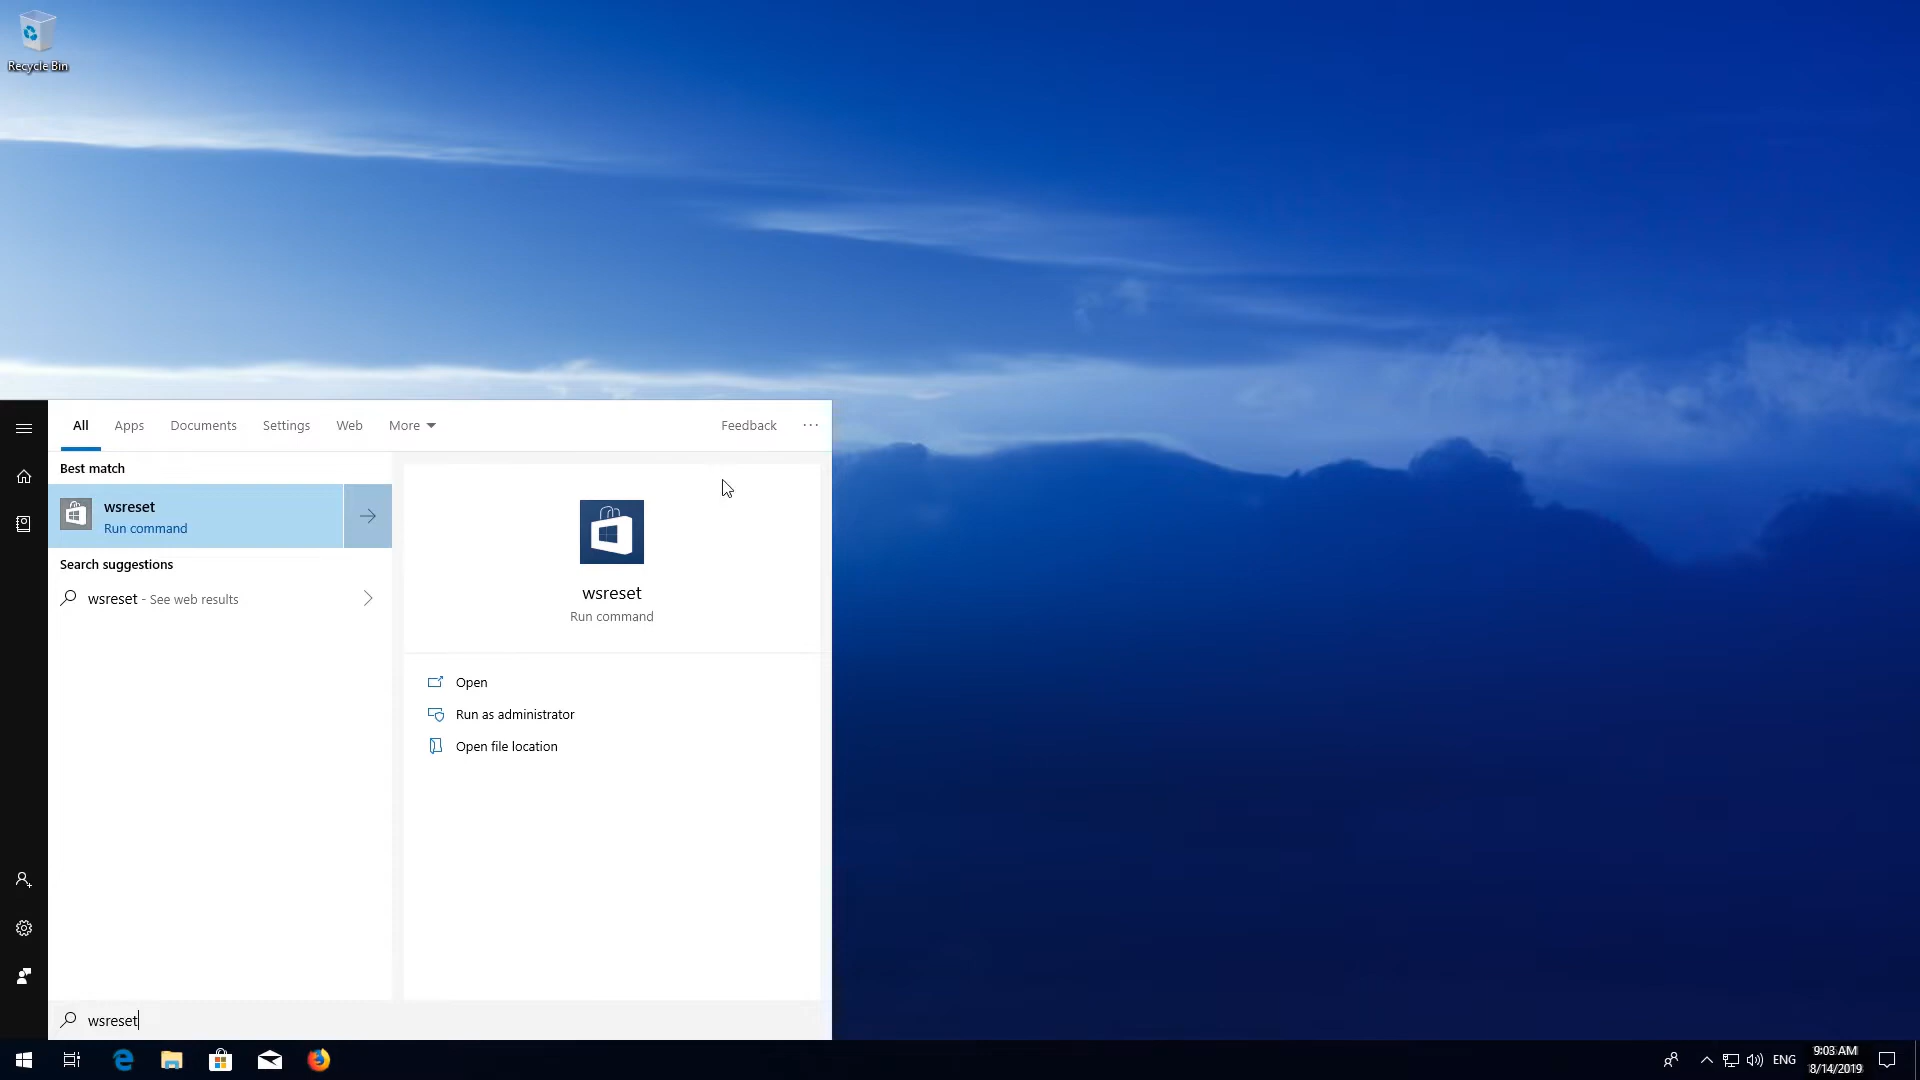 Recycle Bin
All Apps Documents Settings Web More Feedback ...
Best match
wsreset
Run command
Search suggestions
wsreset - See web results
wsreset
Run command
Open
Run as administrator
Open file location
wsreset
ENG
9:03 AM
8/14/2019